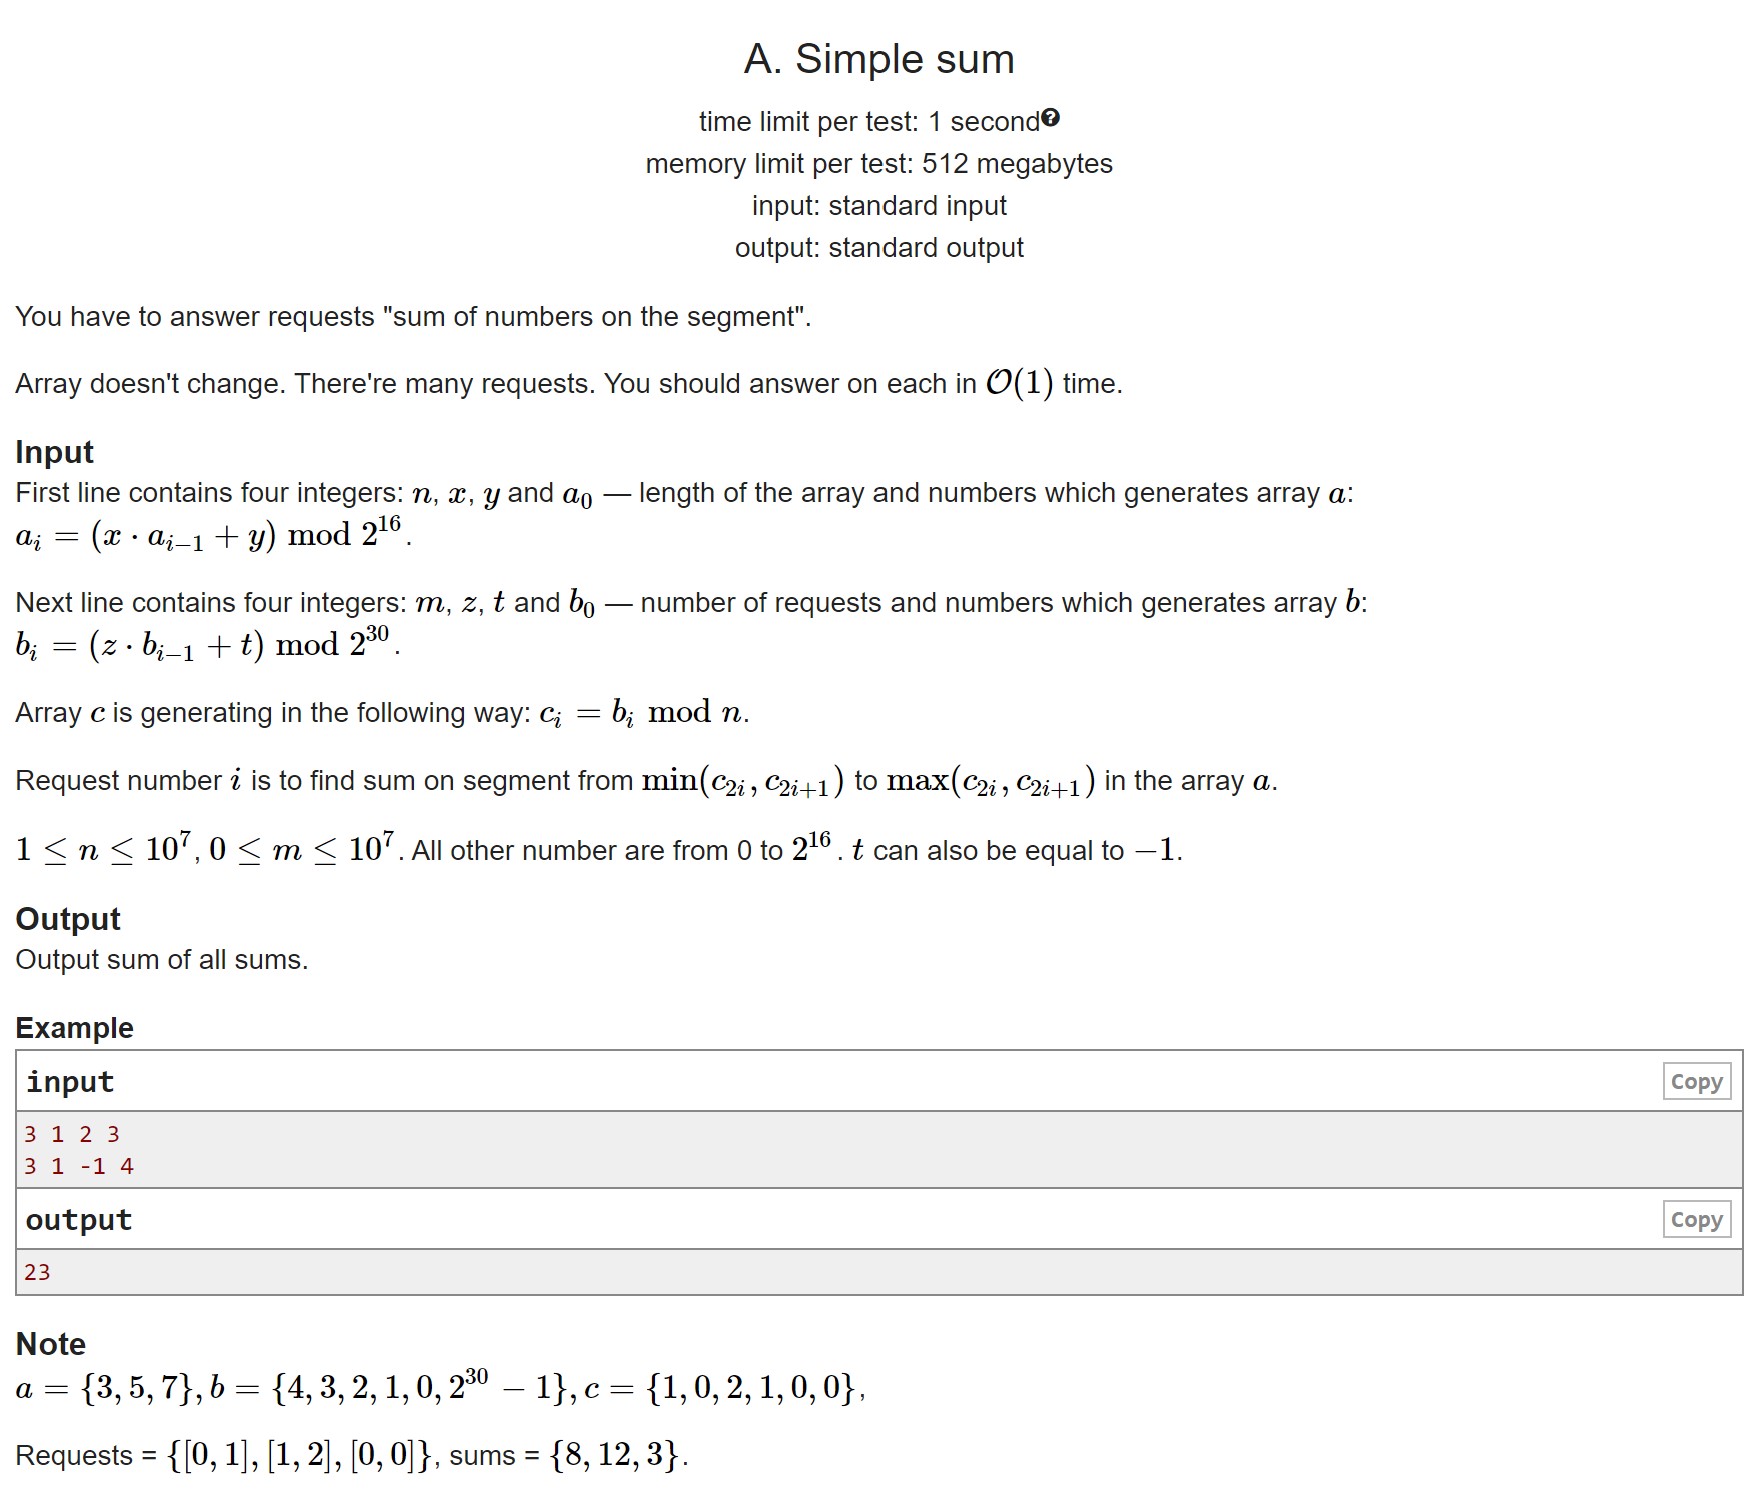 A. Simple sum
time limit per test: 1 second
memory limit per test: 512 megabytes
input: standard input
output: standard output
You have to answer requests "sum of numbers on the segment".
Array doesn't change. There're many requests. You should answer on each in $\mathcal{O}(1)$ time.
Input
First line contains four integers: $n$, $x$, $y$ and $a_0$ — length of the array and numbers which generates array $a$:
$a_i = (x \cdot a_{i-1} + y) \bmod 2^{16}$.
Next line contains four integers: $m$, $z$, $t$ and $b_0$ — number of requests and numbers which generates array $b$:
$b_i = (z \cdot b_{i-1} + t) \bmod 2^{30}$.
Array $c$ is generating in the following way: $c_i = b_i \bmod n$.
Request number $i$ is to find sum on segment from $\min(c_{2i}, c_{2i+1})$ to $\max(c_{2i}, c_{2i+1})$ in the array $a$.
$1 \le n \le 10^7$, $0 \le m \le 10^7$. All other number are from 0 to $2^{16}$. $t$ can also be equal to $-1$.
Output
Output sum of all sums.
Example
input
Copy
3 1 2 3
3 1 -1 4
output
Copy
23
Note
$a = \{3, 5, 7\}, b = \{4, 3, 2, 1, 0, 2^{30} - 1\}, c = \{1, 0, 2, 1, 0, 0\}$,
Requests = $\{[0, 1], [1, 2], [0, 0]\}$, sums = $\{8, 12, 3\}$.